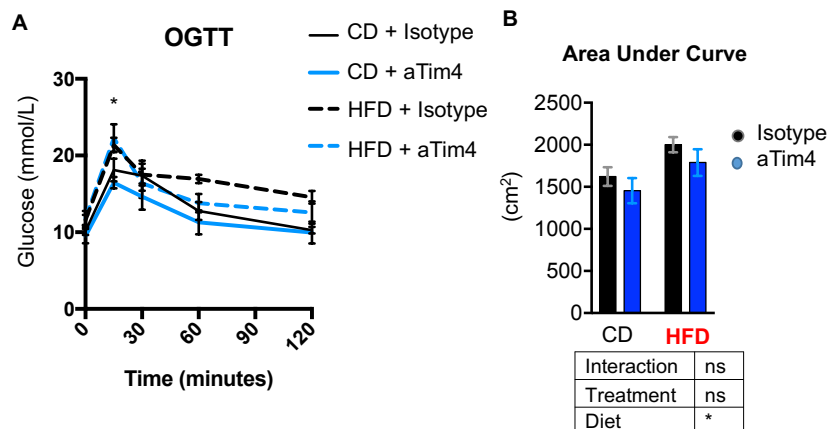 A
OGTT
CD + Isotype
CD + aTim4
HFD + Isotype
HFD + aTim4
*
30
20
10
0
Glucose (mmol/L)
0
30
60
90
120
Time (minutes)
B
Area Under Curve
2500
2000
1500
1000
500
0
(cm²)
Isotype
aTim4
CD
HFD
Interaction ns
Treatment ns
Diet *